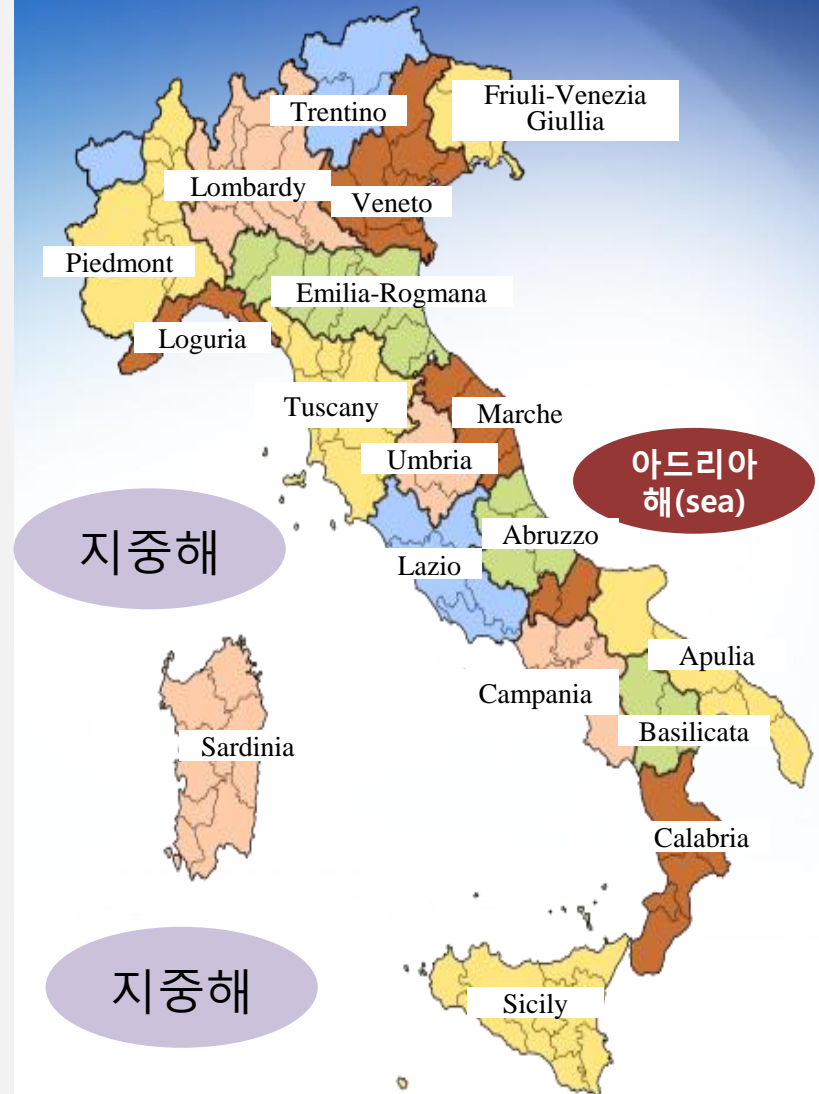 Trentino
Friuli-Venezia
Giullia
Lombardy
Veneto
Piedmont
Emilia-Rogmana
Loguria
Tuscany
Marche
Umbria
아드리아
해(sea)
지중해
Abruzzo
Lazio
Apulia
Campania
Basilicata
Sardinia
Calabria
지중해
Sicily